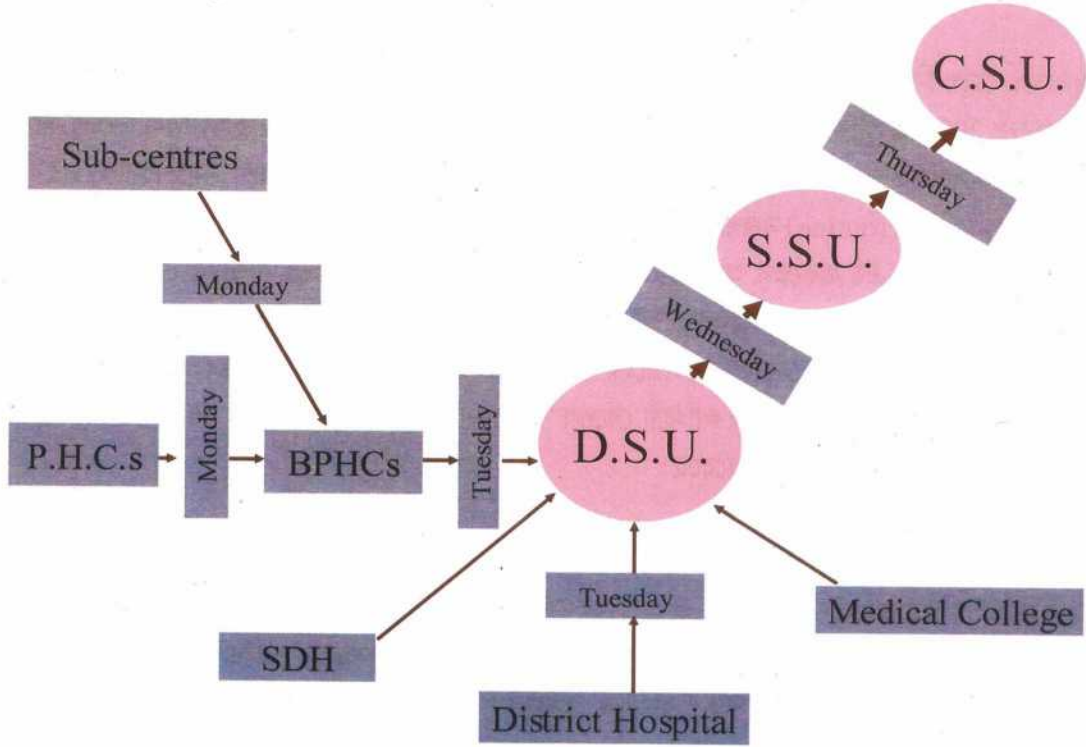 C.S.U.
Thursday
Sub-centres
S.S.U.
Monday
Wednesday
P.H.C.s
Monday
BPHCs
Tuesday
D.S.U.
Tuesday
Medical College
SDH
District Hospital